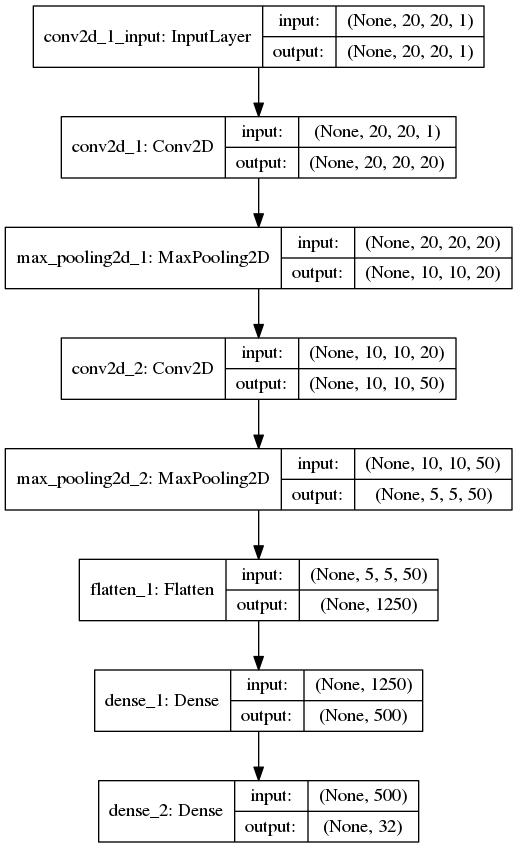 conv2d_1_input: InputLayer
input: (None, 20, 20, 1)
output: (None, 20, 20, 1)
conv2d_1: Conv2D
input: (None, 20, 20, 1)
output: (None, 20, 20, 20)
max_pooling2d_1: MaxPooling2D
input: (None, 20, 20, 20)
output: (None, 10, 10, 20)
conv2d_2: Conv2D
input: (None, 10, 10, 20)
output: (None, 10, 10, 50)
max_pooling2d_2: MaxPooling2D
input: (None, 10, 10, 50)
output: (None, 5, 5, 50)
flatten_1: Flatten
input: (None, 5, 5, 50)
output: (None, 1250)
dense_1: Dense
input: (None, 1250)
output: (None, 500)
dense_2: Dense
input: (None, 500)
output: (None, 32)